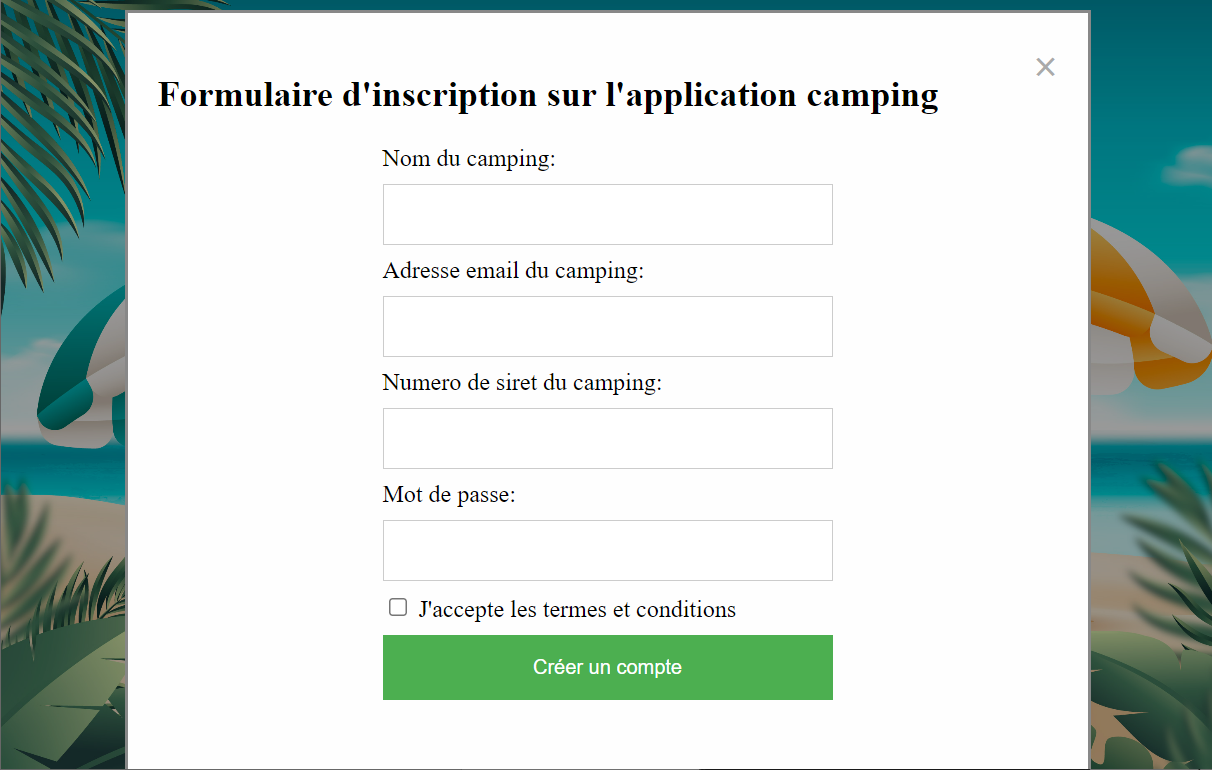 ×
Formulaire d'inscription sur l'application camping
Nom du camping:
Adresse email du camping:
Numero de siret du camping:
Mot de passe:
J'accepte les termes et conditions
Créer un compte